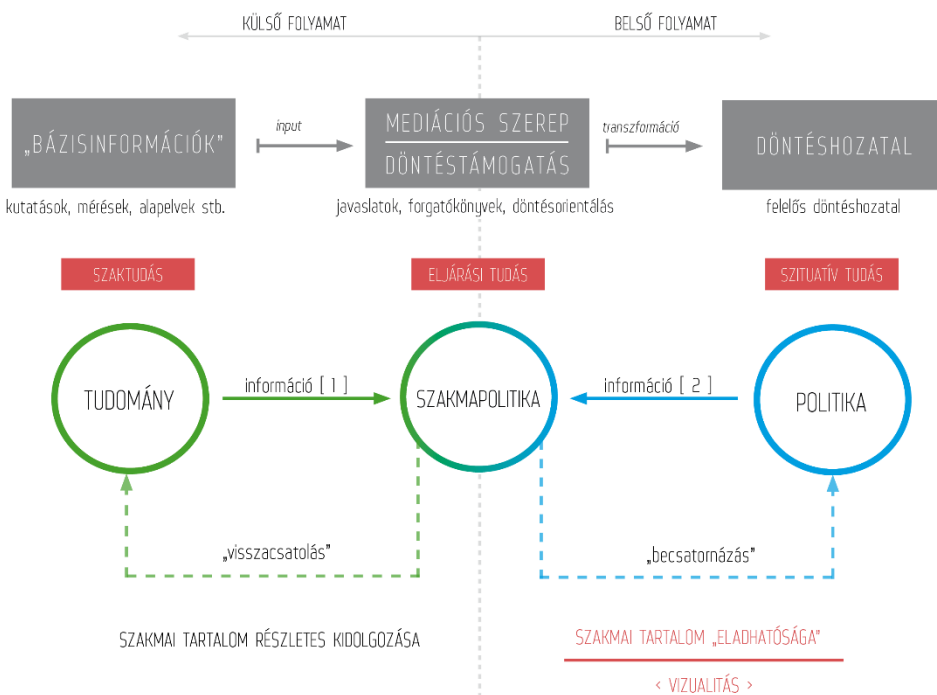 KÜLSŐ FOLYAMAT
BELSŐ FOLYAMAT
„BÁZISINFORMÁCIÓK”
input
MEDIÁCIÓS SZEREP
DÖNTÉSTÁMOGATÁS
transzformáció
DÖNTÉSHOZATAL
kutatások, mérések, alapelvek stb.
javaslatok, forgatókönyvek, döntésorientálás
felelős döntéshozatal
SZAKTUDÁS
ELJÁRÁSI TUDÁS
SZITUATÍV TUDÁS
TUDOMÁNY
információ [ 1 ]
SZAKMAPOLITIKA
információ [ 2 ]
POLITIKA
„visszacsatolás”
„becsatornázás”
SZAKMAI TARTALOM RÉSZLETES KIDOLGOZÁSA
SZAKMAI TARTALOM „ELADHATÓSÁGA”
< VIZUALITÁS >